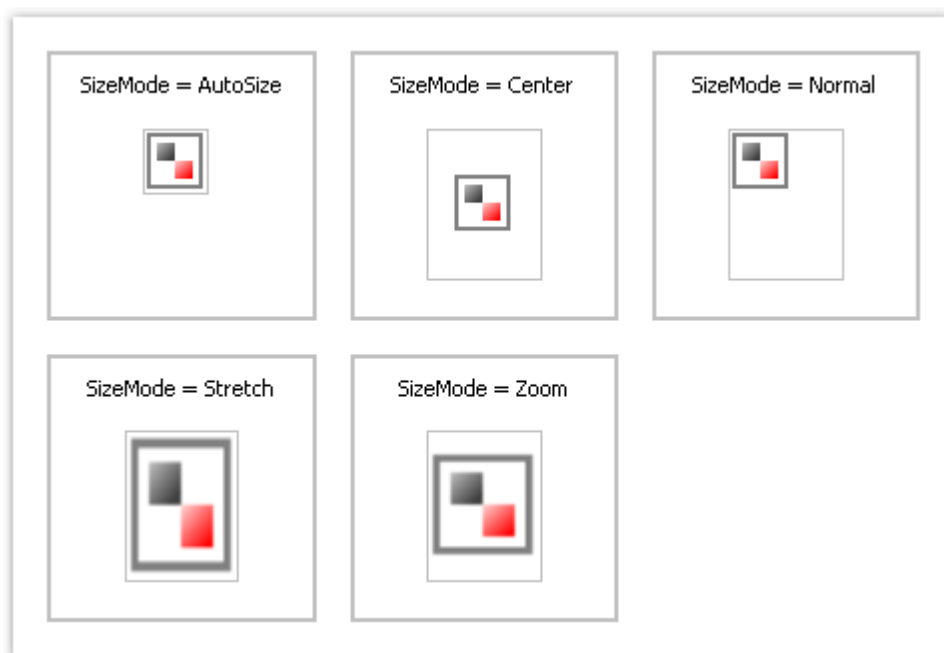 SizeMode = AutoSize
SizeMode = Center
SizeMode = Normal
SizeMode = Stretch
SizeMode = Zoom